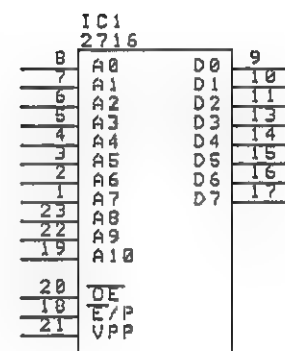 IC1
2716
8 A0 D0 9
7 A1 D1 10
6 A2 D2 11
5 A3 D3 13
4 A4 D4 14
3 A5 D5 15
2 A6 D6 16
1 A7 D7 17
23 A8
22 A9
19 A10
20 OE
18 E/P
21 VPP